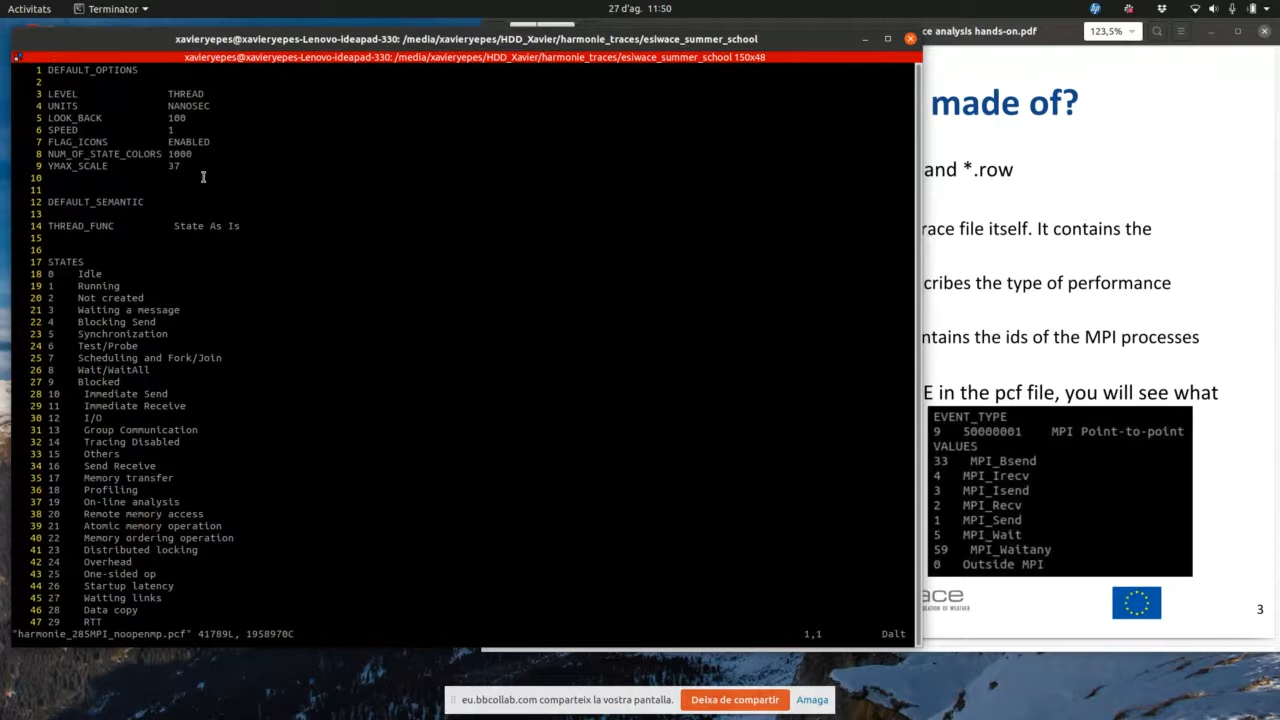 Activitats
Terminator
27 d'ag. 11:50
xavieryepes@xavieryepes-Lenovo-ideapad-330: /media/xavieryepes/HDD_Xavier/harmonie_traces/esiwace_summer_school
xavieryepes@xavieryepes-Lenovo-ideapad-330: /media/xavieryepes/HDD_Xavier/harmonie_traces/esiwace_summer_school 150x48
1 DEFAULT_OPTIONS
2
3 LEVEL THREAD
4 UNITS NANOSEC
5 LOOK_BACK 100
6 SPEED 1
7 FLAG_ICONS ENABLED
8 NUM_OF_STATE_COLORS 1000
9 YMAX_SCALE 37
10
11
12 DEFAULT_SEMANTIC
13
14 THREAD_FUNC State As Is
15
16
17 STATES
18 0 Idle
19 1 Running
20 2 Not created
21 3 Waiting a message
22 4 Blocking Send
23 5 Synchronization
24 6 Test/Probe
25 7 Scheduling and Fork/Join
26 8 Wait/WaitAll
27 9 Blocked
28 10 Immediate Send
29 11 Immediate Receive
30 12 I/O
31 13 Group Communication
32 14 Tracing Disabled
33 15 Others
34 16 Send Receive
35 17 Memory transfer
36 18 Profiling
37 19 On-line analysis
38 20 Remote memory access
39 21 Atomic memory operation
40 22 Memory ordering operation
41 23 Distributed locking
42 24 Overhead
43 25 One-sided op
44 26 Startup latency
45 27 Waiting links
46 28 Data copy
47 29 RTT
"harmonie_285MPI_noopenmp.pcf" 41789L, 1958970C 1,1 Dalt
ce analysis hands-on.pdf
123,5%
made of?
and *.row
race file itself. It contains the
cribes the type of performance
ntains the ids of the MPI processes
E in the pcf file, you will see what
EVENT_TYPE
9 50000001 MPI Point-to-point
VALUES
33 MPI_Bsend
4 MPI_Irecv
3 MPI_Isend
2 MPI_Recv
1 MPI_Send
5 MPI_Wait
59 MPI_Waitany
0 Outside MPI
ace
3
eu.bbcollab.com comparteix la vostra pantalla.
Deixa de compartir
Amaga